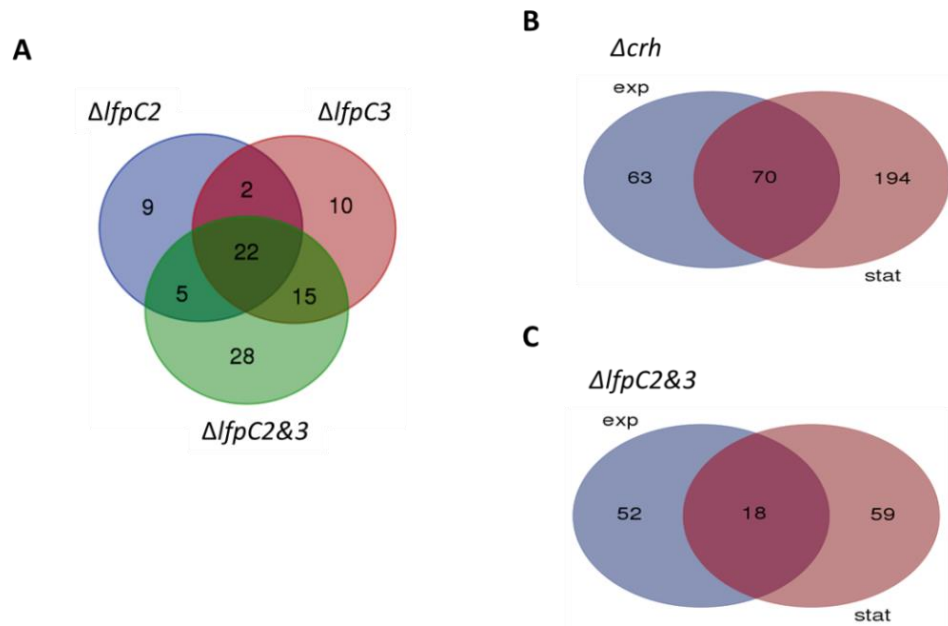 A
ΔlfpC2
ΔlfpC3
9
2
10
22
5
15
28
ΔlfpC2&3
B
Δcrh
exp
63
70
194
stat
C
ΔlfpC2&3
exp
52
18
59
stat